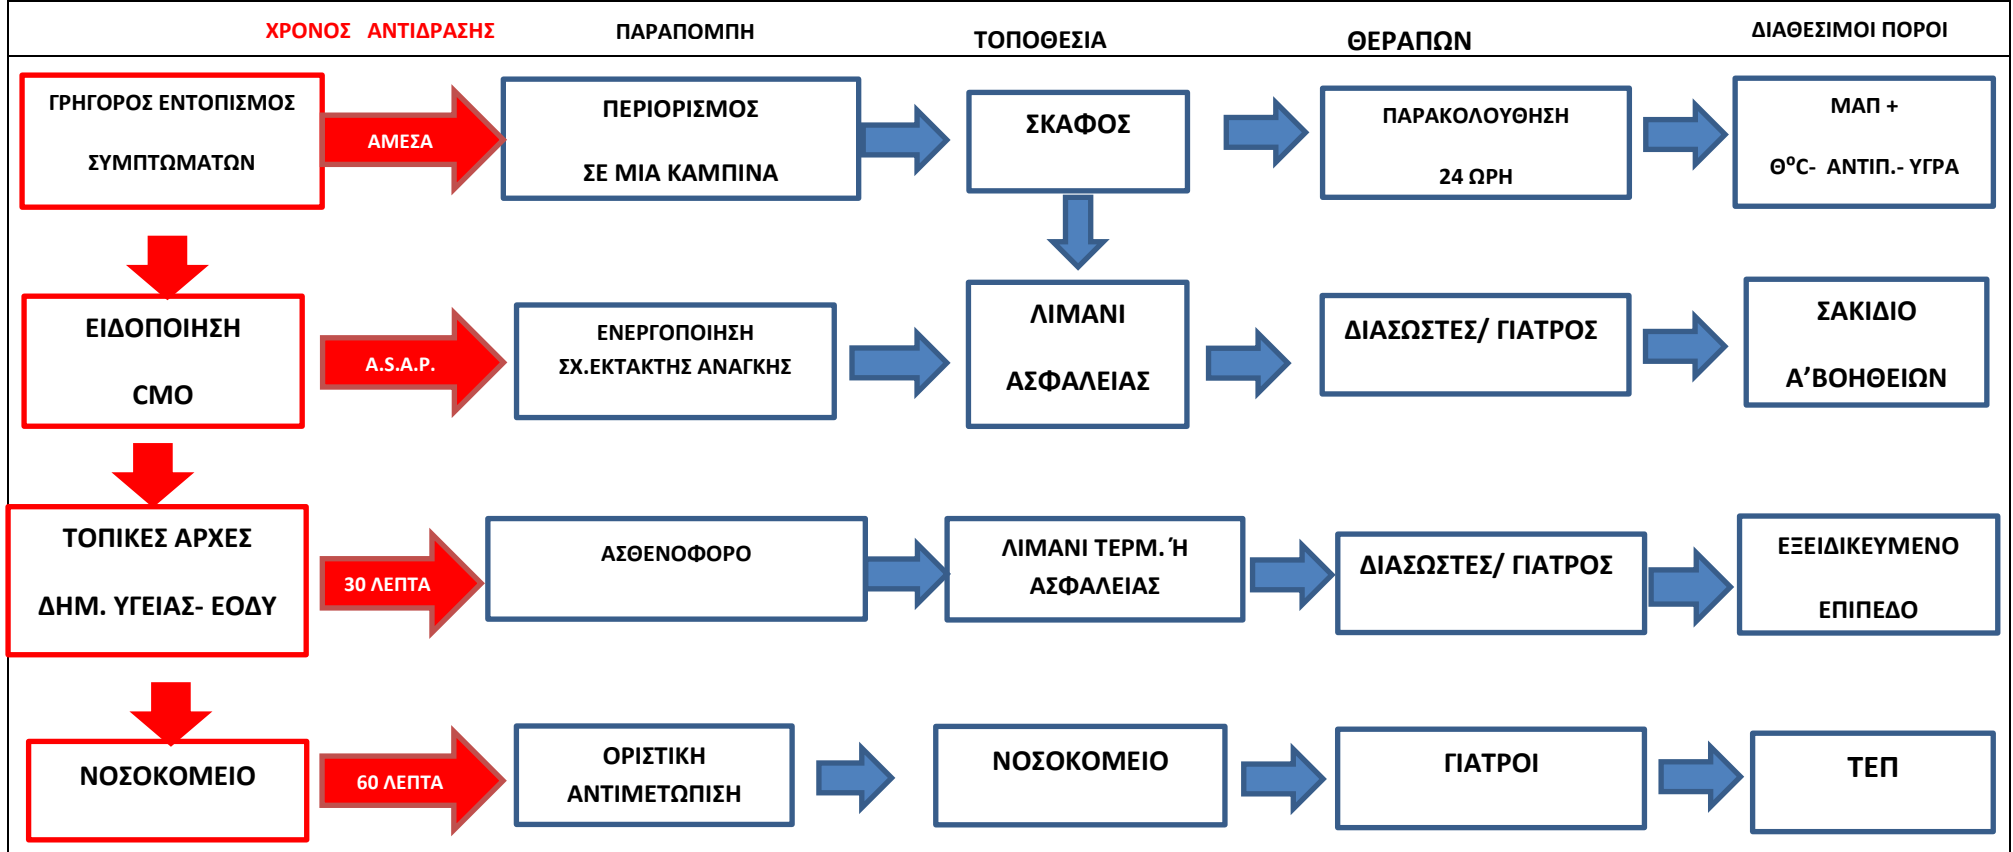 ΧΡΟΝΟΣ ΑΝΤΙΔΡΑΣΗΣ
ΠΑΡΑΠΟΜΠΗ
ΤΟΠΟΘΕΣΙΑ
ΘΕΡΑΠΩΝ
ΔΙΑΘΕΣΙΜΟΙ ΠΟΡΟΙ
ΓΡΗΓΟΡΟΣ ΕΝΤΟΠΙΣΜΟΣ
ΣΥΜΠΤΩΜΑΤΩΝ
ΑΜΕΣΑ
ΠΕΡΙΟΡΙΣΜΟΣ
ΣΕ ΜΙΑ ΚΑΜΠΙΝΑ
ΣΚΑΦΟΣ
ΠΑΡΑΚΟΛΟΥΘΗΣΗ
24 ΩΡΗ
ΜΑΠ +
Θ⁰C- ΑΝΤΙΠ.- ΥΓΡΑ
ΕΙΔΟΠΟΙΗΣΗ
CMO
A.S.A.P.
ΕΝΕΡΓΟΠΟΙΗΣΗ
ΣΧ.ΕΚΤΑΚΤΗΣ ΑΝΑΓΚΗΣ
ΛΙΜΑΝΙ
ΑΣΦΑΛΕΙΑΣ
ΔΙΑΣΩΣΤΕΣ/ ΓΙΑΤΡΟΣ
ΣΑΚΙΔΙΟ
Α’ΒΟΗΘΕΙΩΝ
ΤΟΠΙΚΕΣ ΑΡΧΕΣ
ΔΗΜ. ΥΓΕΙΑΣ- ΕΟΔΥ
30 ΛΕΠΤΑ
ΑΣΘΕΝΟΦΟΡΟ
ΛΙΜΑΝΙ ΤΕΡΜ. Ή
ΑΣΦΑΛΕΙΑΣ
ΔΙΑΣΩΣΤΕΣ/ ΓΙΑΤΡΟΣ
ΕΞΕΙΔΙΚΕΥΜΕΝΟ
ΕΠΙΠΕΔΟ
ΝΟΣΟΚΟΜΕΙΟ
60 ΛΕΠΤΑ
ΟΡΙΣΤΙΚΗ
ΑΝΤΙΜΕΤΩΠΙΣΗ
ΝΟΣΟΚΟΜΕΙΟ
ΓΙΑΤΡΟΙ
ΤΕΠ